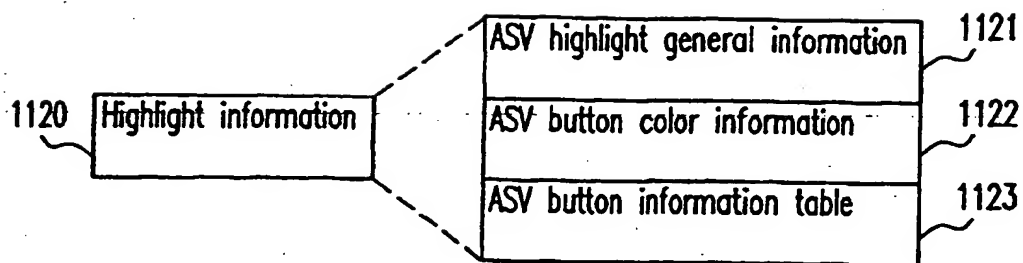 ASV highlight general information 1121
1120 Highlight information
ASV button color information 1122
ASV button information table 1123